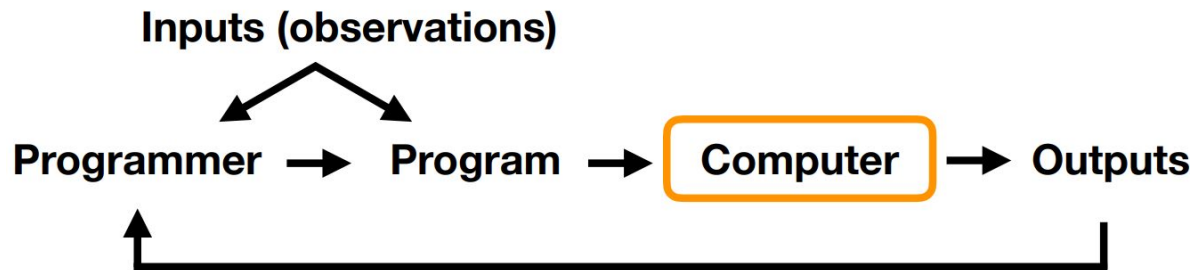 Inputs (observations)
Programmer
Program
Computer
Outputs